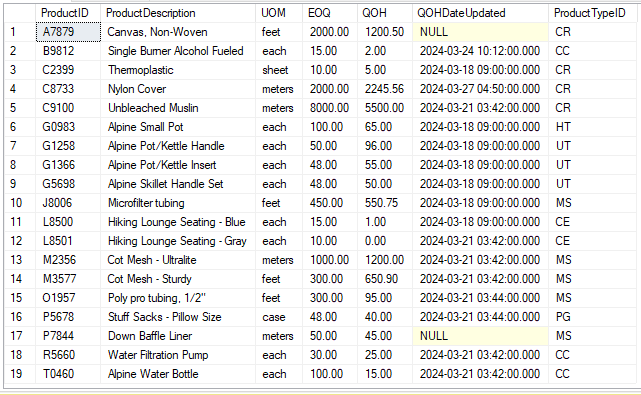 ProductID ProductDescription UOM EOQ QOH QOHDateUpdated ProductTypeID
1 A7879 Canvas, Non-Woven feet 2000.00 1200.50 NULL CR
2 B9812 Single Burner Alcohol Fueled each 15.00 2.00 2024-03-24 10:12:00.000 CC
3 C2399 Thermoplastic sheet 10.00 5.00 2024-03-18 09:00:00.000 CR
4 C8733 Nylon Cover meters 2000.00 2245.56 2024-03-27 04:50:00.000 CR
5 C9100 Unbleached Muslin meters 8000.00 5500.00 2024-03-21 03:42:00.000 CR
6 G0983 Alpine Small Pot each 100.00 65.00 2024-03-18 09:00:00.000 HT
7 G1258 Alpine Pot/Kettle Handle each 50.00 96.00 2024-03-18 09:00:00.000 UT
8 G1366 Alpine Pot/Kettle Insert each 48.00 55.00 2024-03-18 09:00:00.000 UT
9 G5698 Alpine Skillet Handle Set each 48.00 50.00 2024-03-18 09:00:00.000 UT
10 J8006 Microfilter tubing feet 450.00 550.75 2024-03-18 09:00:00.000 MS
11 L8500 Hiking Lounge Seating - Blue each 15.00 1.00 2024-03-18 09:00:00.000 CE
12 L8501 Hiking Lounge Seating - Gray each 10.00 0.00 2024-03-21 03:42:00.000 CE
13 M2356 Cot Mesh - Ultralite meters 1000.00 1200.00 2024-03-21 03:42:00.000 MS
14 M3577 Cot Mesh - Sturdy feet 300.00 650.90 2024-03-21 03:42:00.000 MS
15 O1957 Poly pro tubing, 1/2" feet 300.00 95.00 2024-03-21 03:44:00.000 MS
16 P5678 Stuff Sacks - Pillow Size case 48.00 40.00 2024-03-21 03:44:00.000 PG
17 P7844 Down Baffle Liner meters 50.00 45.00 NULL MS
18 R5660 Water Filtration Pump each 30.00 25.00 2024-03-21 03:42:00.000 CC
19 T0460 Alpine Water Bottle each 100.00 15.00 2024-03-21 03:42:00.000 CC